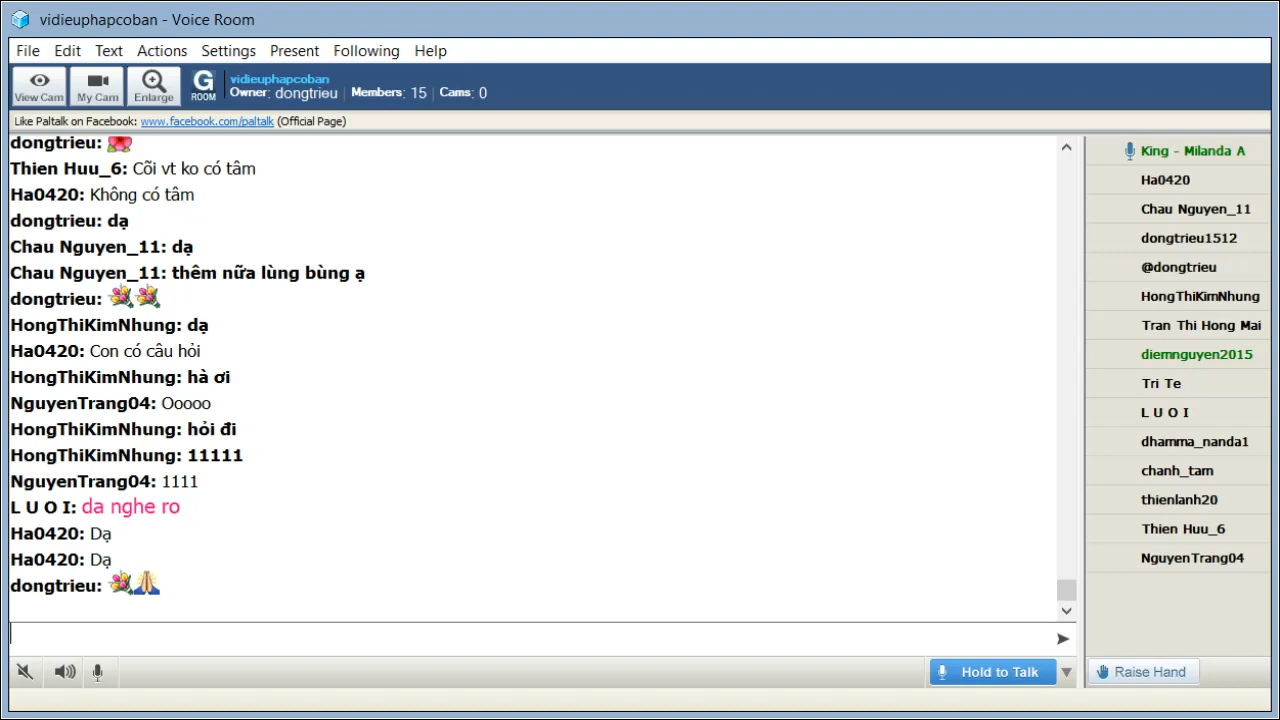 vidieuphapcoban - Voice Room
File Edit Text Actions Settings Present Following Help
View Cam My Cam Enlarge G ROOM
vidieuphapcoban
Owner: dongtrieu | Members: 15 | Cams: 0
Like Paltalk on Facebook: www.facebook.com/paltalk (Official Page)
dongtrieu:
Thien Huu_6: Cõi vt ko có tâm
Ha0420: Không có tâm
dongtrieu: dạ
Chau Nguyen_11: dạ
Chau Nguyen_11: thêm nữa lùng bùng ạ
dongtrieu:
HongThiKimNhung: dạ
Ha0420: Con có câu hỏi
HongThiKimNhung: hà ơi
NguyenTrang04: Ooooo
HongThiKimNhung: hỏi đi
HongThiKimNhung: 11111
NguyenTrang04: 1111
L U O I: da nghe ro
Ha0420: Dạ
Ha0420: Dạ
dongtrieu:
King - Milanda A
Ha0420
Chau Nguyen_11
dongtrieu1512
@dongtrieu
HongThiKimNhung
Tran Thi Hong Mai
diemnguyen2015
Tri Te
L U O I
dhamma_nanda1
chanh_tam
thienlanh20
Thien Huu_6
NguyenTrang04
Hold to Talk
Raise Hand